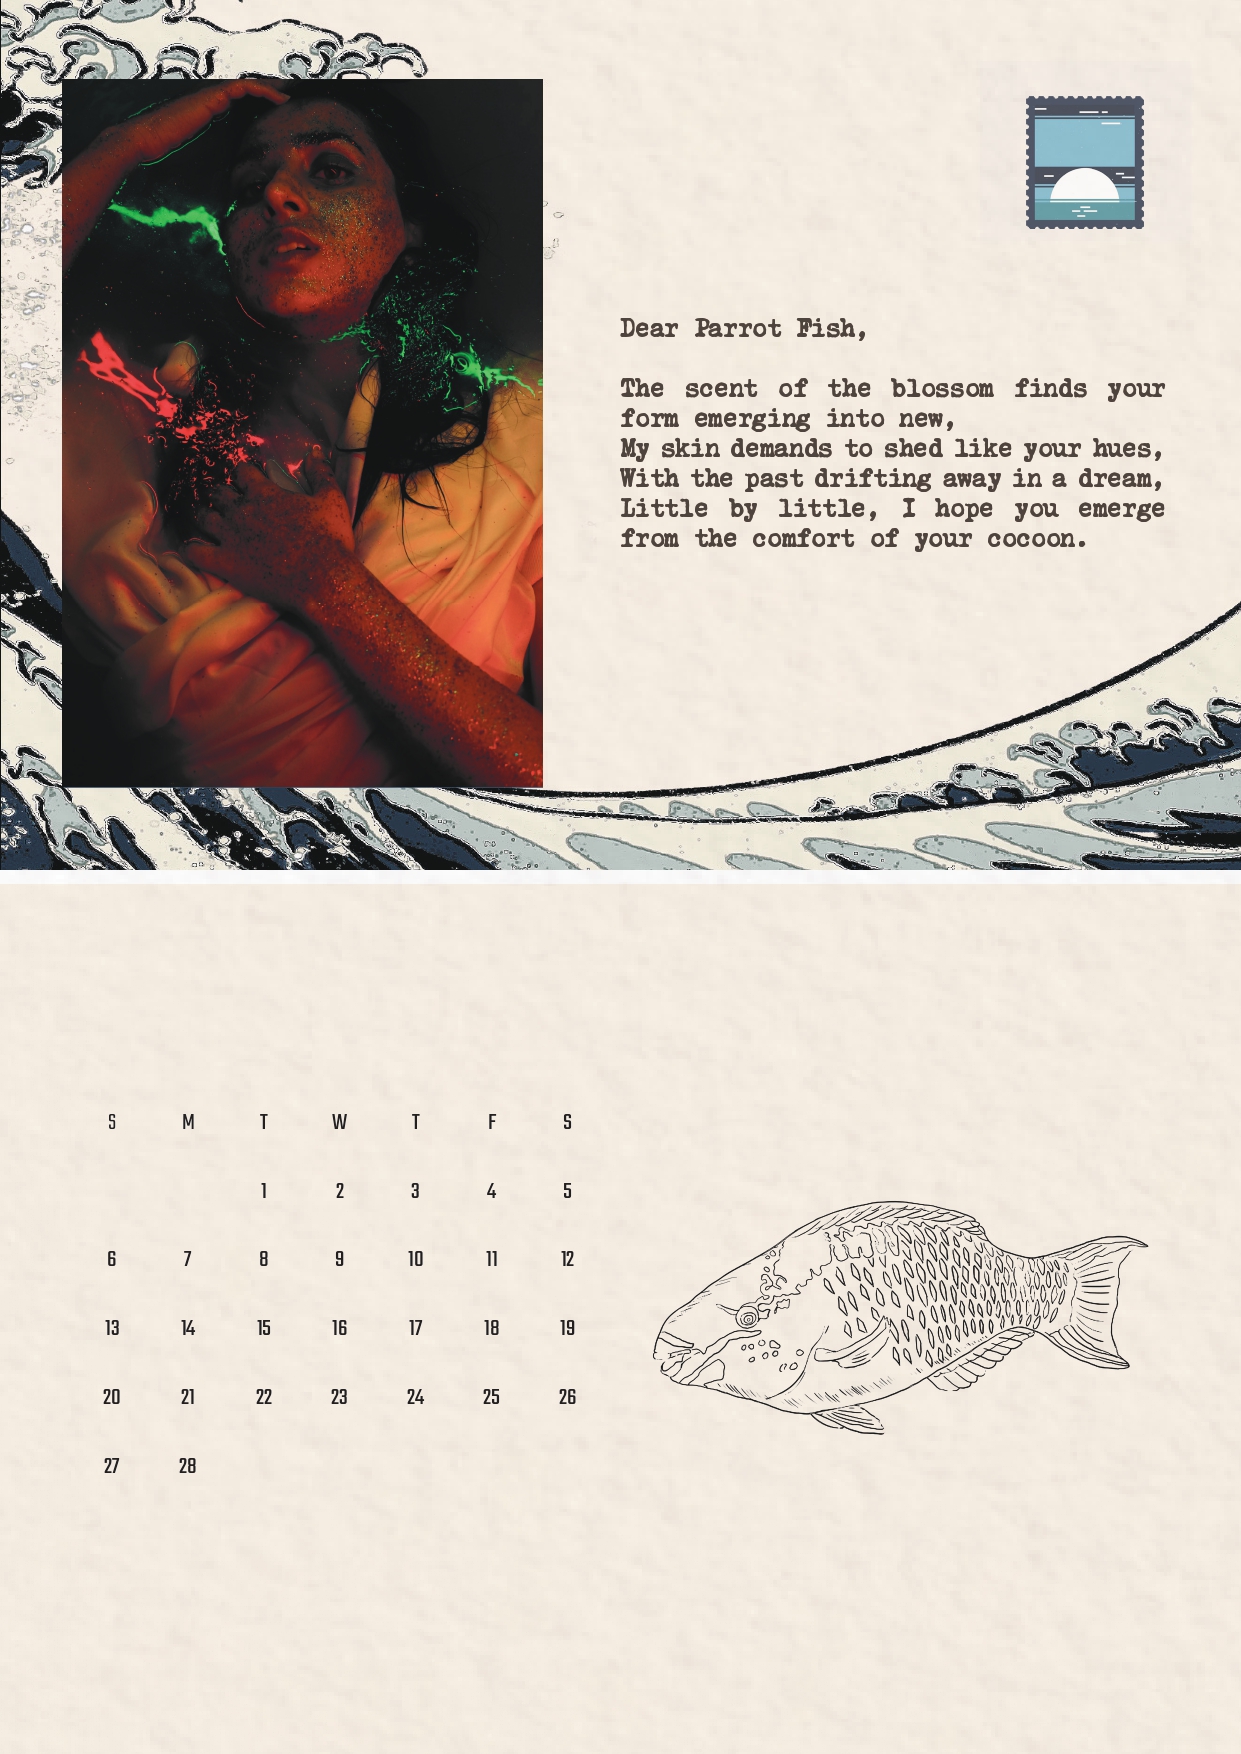 Dear Parrot Fish,
The scent of the blossom finds your
form emerging into new,
My skin demands to shed like your hues,
With the past drifting away in a dream,
Little by little, I hope you emerge
from the comfort of your cocoon.
S M T W T F S
1 2 3 4 5
6 7 8 9 10 11 12
13 14 15 16 17 18 19
20 21 22 23 24 25 26
27 28